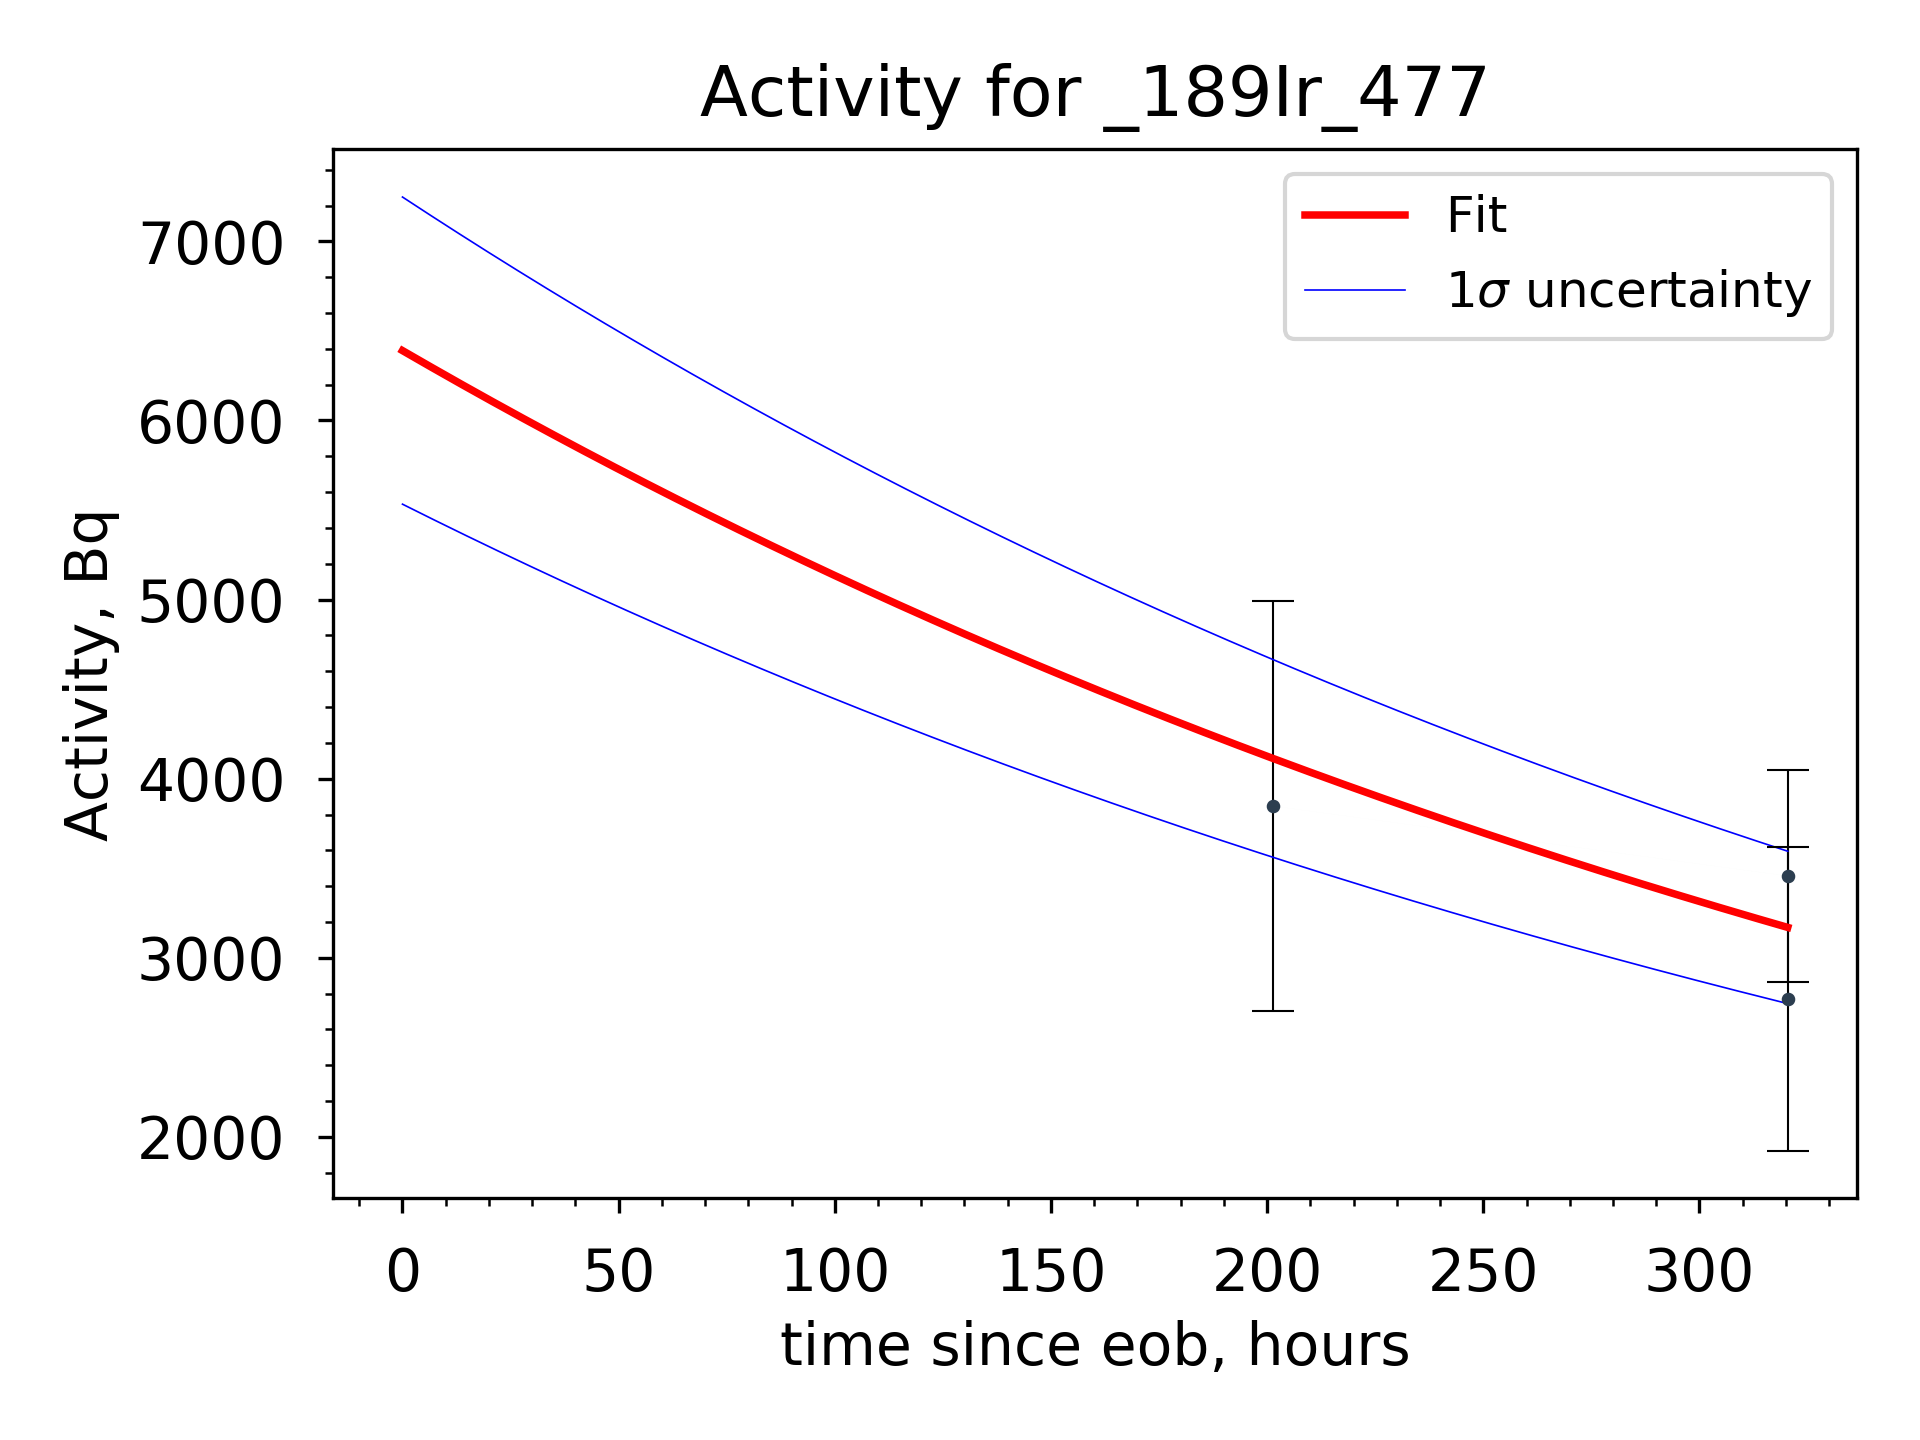 Activity for _189Ir_477
Fit
1σ uncertainty
7000
6000
5000
4000
3000
2000
Activity, Bq
0 50 100 150 200 250 300
time since eob, hours